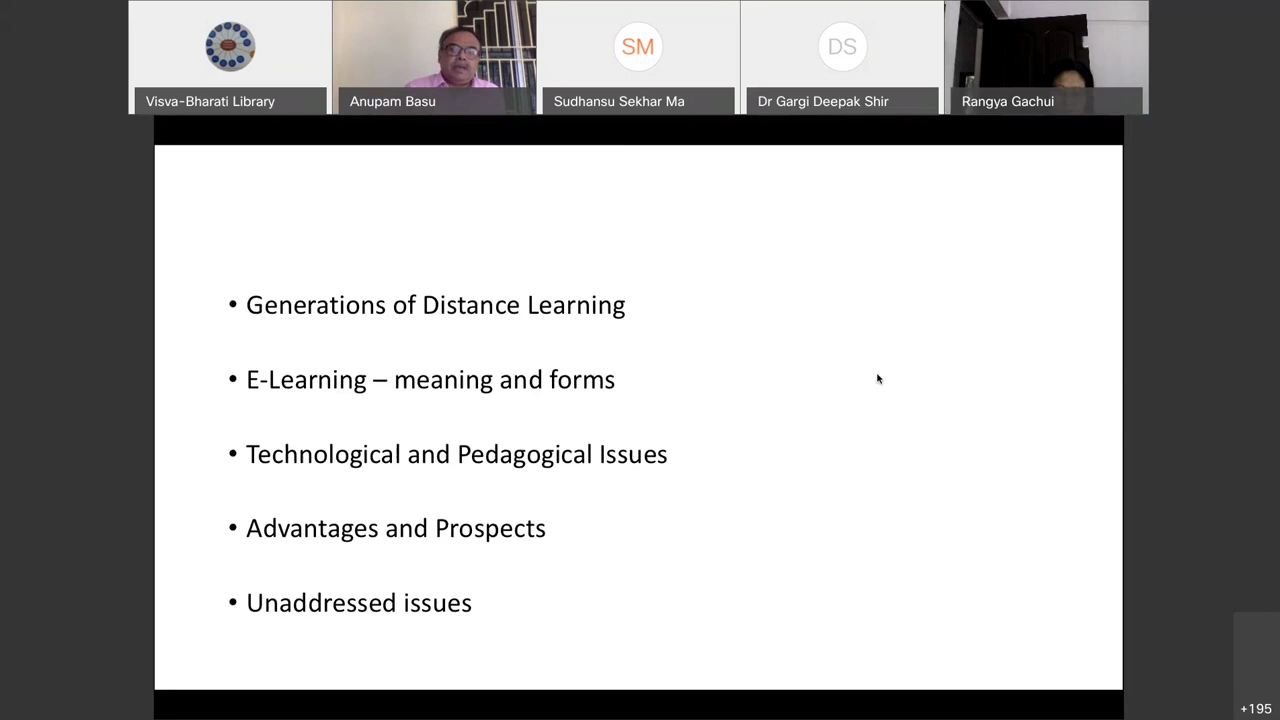 SM
DS
Visva-Bharati Library
Anupam Basu
Sudhansu Sekhar Ma
Dr Gargi Deepak Shir
Rangya Gachui
• Generations of Distance Learning
• E-Learning – meaning and forms
• Technological and Pedagogical Issues
• Advantages and Prospects
• Unaddressed issues
+195